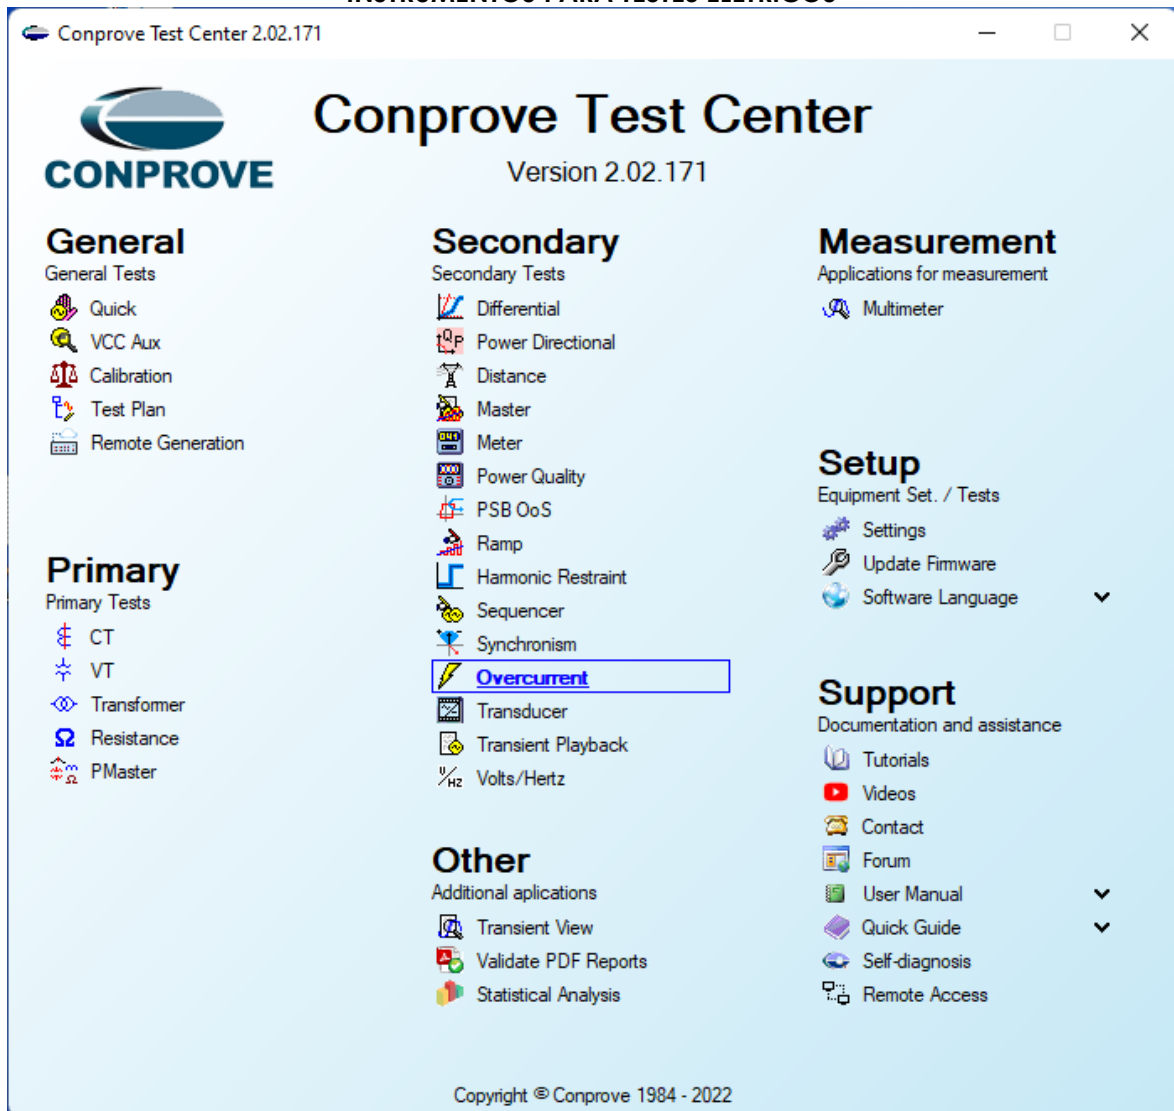 INSTRUMENTOS PARA TESTES ELÉTRICOS
Conprove Test Center 2.02.171
CONPROVE
Conprove Test Center
Version 2.02.171
General
General Tests
Quick
VCC Aux
Calibration
Test Plan
Remote Generation
Primary
Primary Tests
CT
VT
Transformer
Resistance
PMaster
Secondary
Secondary Tests
Differential
Power Directional
Distance
Master
Meter
Power Quality
PSB OoS
Ramp
Harmonic Restraint
Sequencer
Synchronism
Overcurrent
Transducer
Transient Playback
Volts/Hertz
Other
Additional aplications
Transient View
Validate PDF Reports
Statistical Analysis
Measurement
Applications for measurement
Multimeter
Setup
Equipment Set. / Tests
Settings
Update Firmware
Software Language
Support
Documentation and assistance
Tutorials
Videos
Contact
Forum
User Manual
Quick Guide
Self-diagnosis
Remote Access
Copyright © Conprove 1984 - 2022